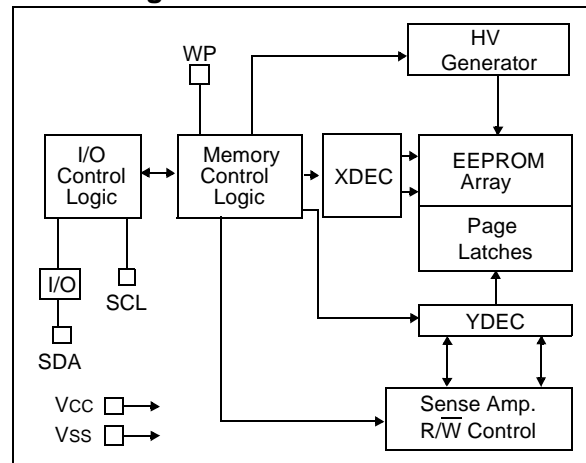 HV
Generator
WP
I/O
Control
Logic
Memory
Control
Logic
XDEC
EEPROM
Array
Page
Latches
I/O
SCL
SDA
YDEC
VCC
VSS
Sense Amp.
R/W̅ Control